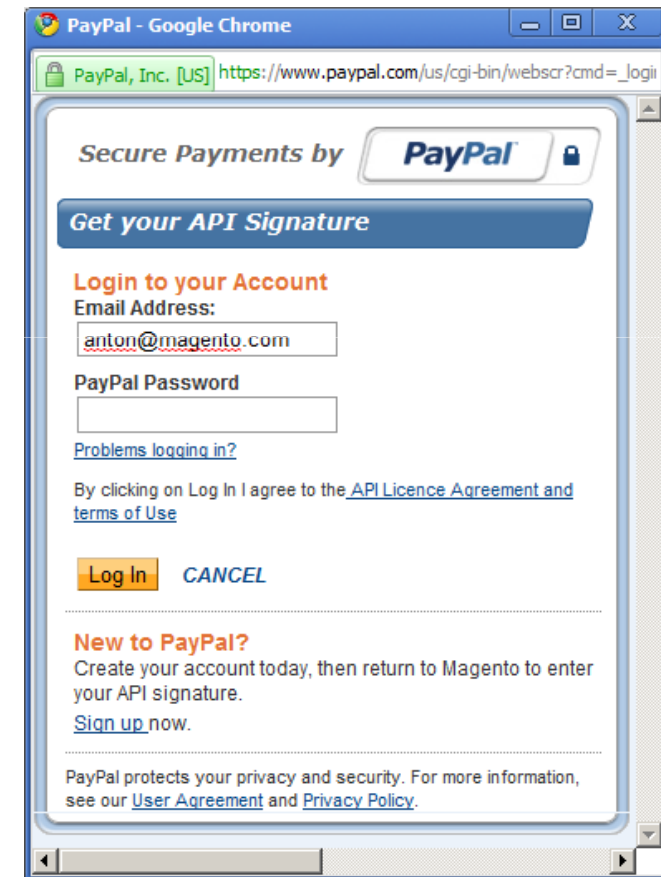 PayPal - Google Chrome
PayPal, Inc. [US] https://www.paypal.com/us/cgi-bin/webscr?cmd=_logi
Secure Payments by PayPal
Get your API Signature
Login to your Account
Email Address:
anton@magento.com
PayPal Password
Problems logging in?
By clicking on Log In I agree to the API Licence Agreement and
terms of Use
Log In CANCEL
New to PayPal?
Create your account today, then return to Magento to enter
your API signature.
Sign up now.
PayPal protects your privacy and security. For more information,
see our User Agreement and Privacy Policy.